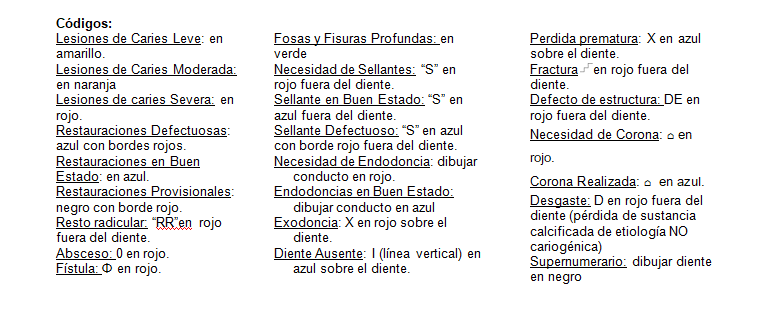 Códigos:
Lesiones de Caries Leve: en
amarillo.
Lesiones de Caries Moderada:
en naranja
Lesiones de caries Severa: en
rojo.
Restauraciones Defectuosas:
azul con bordes rojos.
Restauraciones en Buen
Estado: en azul.
Restauraciones Provisionales:
negro con borde rojo.
Resto radicular: “RR”en rojo
fuera del diente.
Absceso: 0 en rojo.
Fístula: Φ en rojo.
Fosas y Fisuras Profundas: en
verde
Necesidad de Sellantes: “S” en
rojo fuera del diente.
Sellante en Buen Estado: “S” en
azul fuera del diente.
Sellante Defectuoso: “S” en azul
con borde rojo fuera del diente.
Necesidad de Endodoncia: dibujar
conducto en rojo.
Endodoncias en Buen Estado:
dibujar conducto en azul
Exodoncia: X en rojo sobre el
diente.
Diente Ausente: I (línea vertical) en
azul sobre el diente.
Perdida prematura: X en azul
sobre el diente.
Fractura en rojo fuera del
diente.
Defecto de estructura: DE en
rojo fuera del diente.
Necesidad de Corona: ⌂ en
rojo.
Corona Realizada: ⌂ en azul.
Desgaste: D en rojo fuera del
diente (pérdida de sustancia
calcificada de etiología NO
cariogénica)
Supernumerario: dibujar diente
en negro